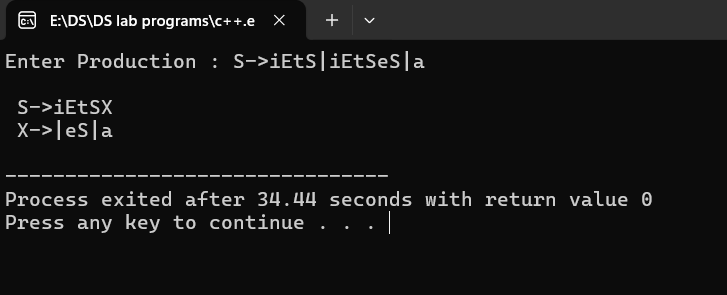 E:\DS\DS lab programs\c++.e
Enter Production : S->iEtS|iEtSeS|a
S->iEtSX
X->|eS|a
--------------------------------
Process exited after 34.44 seconds with return value 0
Press any key to continue . . .